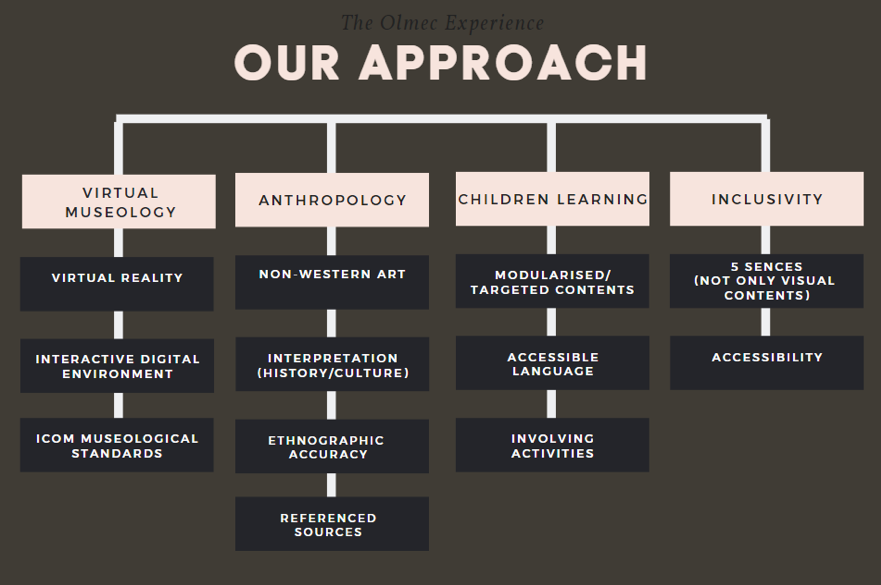 The Olmec Experience
OUR APPROACH
VIRTUAL
MUSEOLOGY
VIRTUAL REALITY
INTERACTIVE DIGITAL
ENVIRONMENT
ICOM MUSEOLOGICAL
STANDARDS
ANTHROPOLOGY
NON-WESTERN ART
INTERPRETATION
(HISTORY/CULTURE)
ETHNOGRAPHIC
ACCURACY
REFERENCED
SOURCES
CHILDREN LEARNING
MODULARISED/
TARGETED CONTENTS
ACCESSIBLE
LANGUAGE
INVOLVING
ACTIVITIES
INCLUSIVITY
5 SENCES
(NOT ONLY VISUAL
CONTENTS)
ACCESSIBILITY